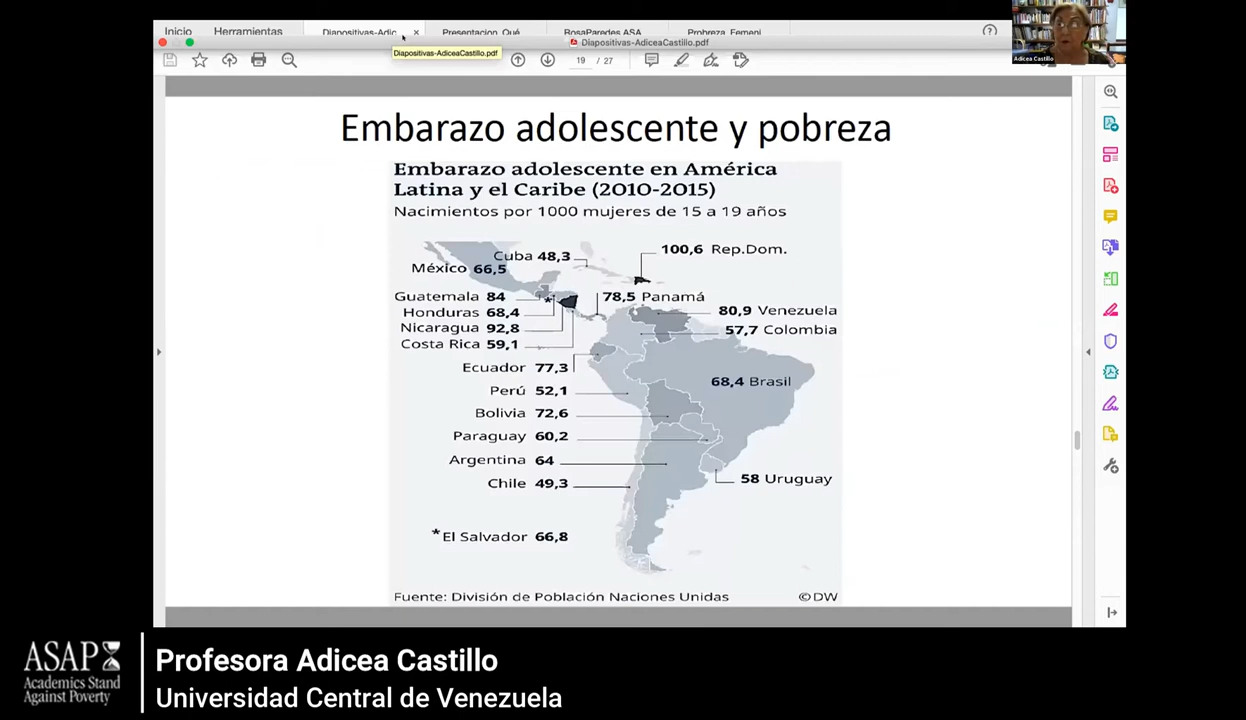 Inicio Herramientas Diapositivas-Adic × Presentacion_Qué RosaParedes ASA Probreza_Femeni
Diapositivas-AdiceaCastillo.pdf
Diapositivas-AdiceaCastillo.pdf
19 / 27
Adicea Castillo
Embarazo adolescente y pobreza
Embarazo adolescente en América
Latina y el Caribe (2010-2015)
Nacimientos por 1000 mujeres de 15 a 19 años
Cuba 48,3
100,6 Rep.Dom.
México 66,5
Guatemala 84
78,5 Panamá
Honduras 68,4
80,9 Venezuela
Nicaragua 92,8
57,7 Colombia
Costa Rica 59,1
Ecuador 77,3
68,4 Brasil
Perú 52,1
Bolivia 72,6
Paraguay 60,2
Argentina 64
58 Uruguay
Chile 49,3
*El Salvador 66,8
Fuente: División de Población Naciones Unidas ©DW
ASAP
Academics Stand
Against Poverty
Profesora Adicea Castillo
Universidad Central de Venezuela